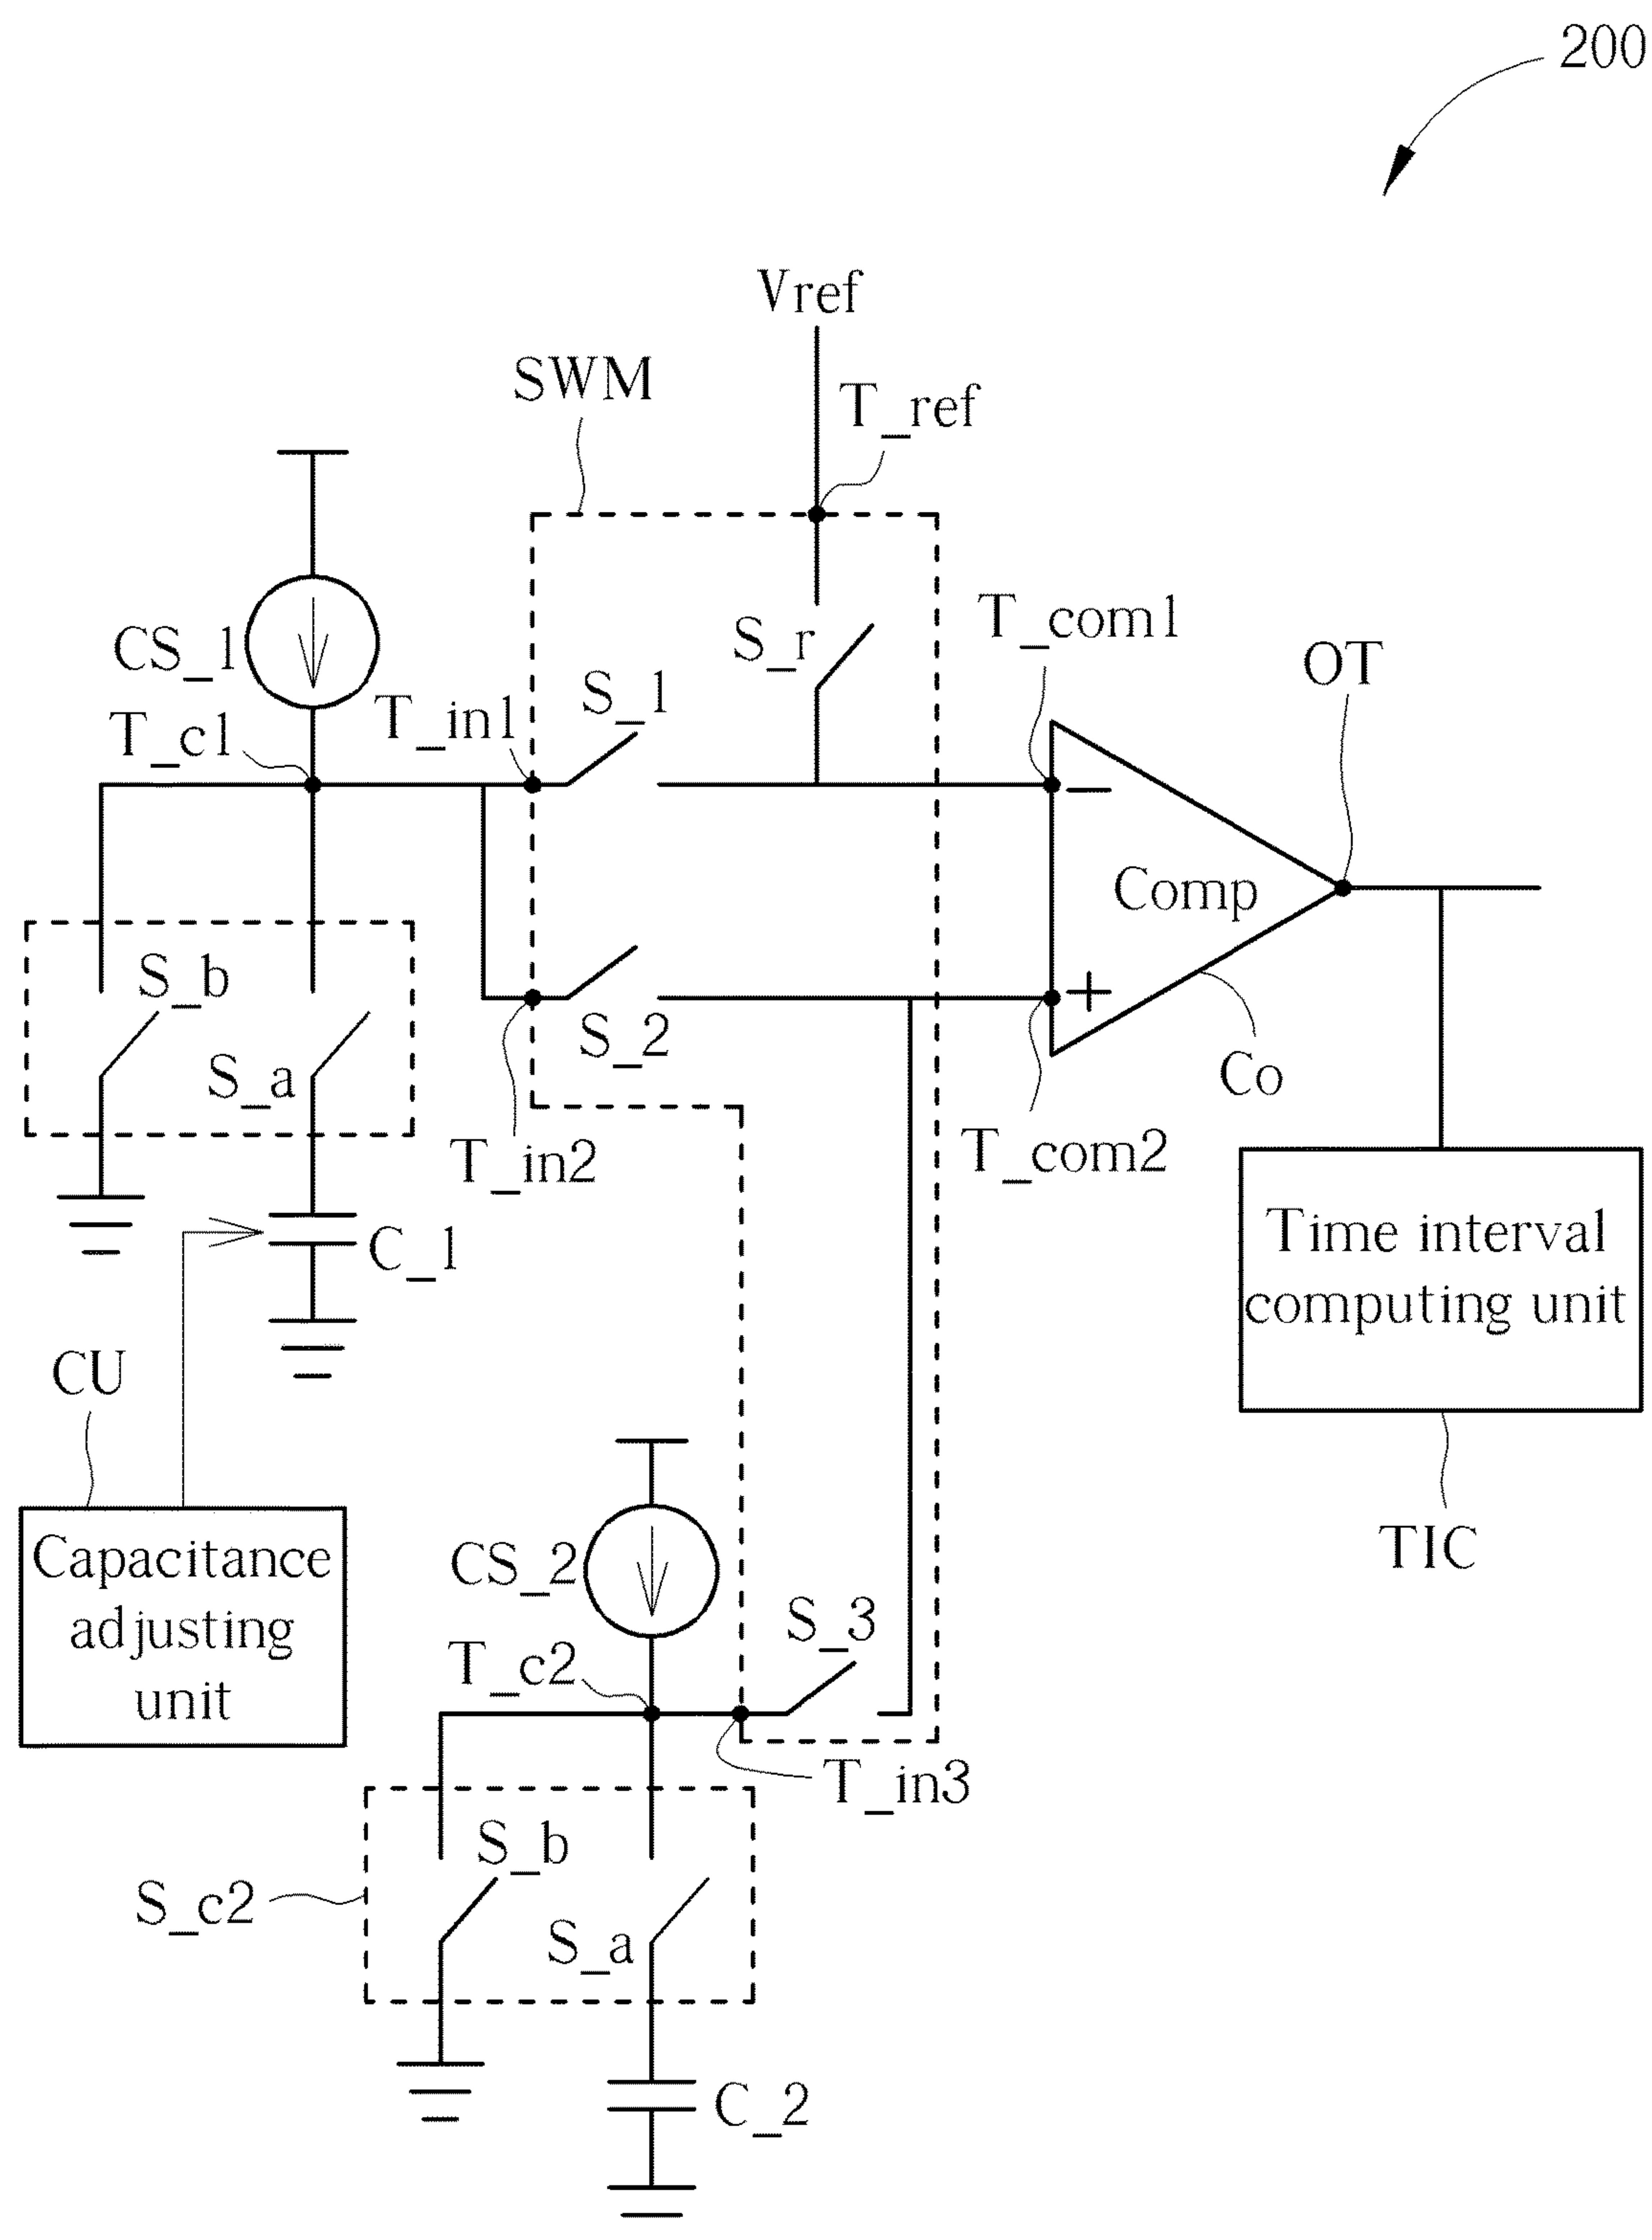 200
Vref
SWM
T_ref
CS_1
S_r
T_com1
S_1
T_in1
T_c1
OT
Comp
−
+
S_b
S_a
S_2
Co
T_in2
T_com2
C_1
Time interval
computing unit
CU
TIC
Capacitance
adjusting
unit
CS_2
S_3
T_c2
T_in3
S_b
S_c2
S_a
C_2